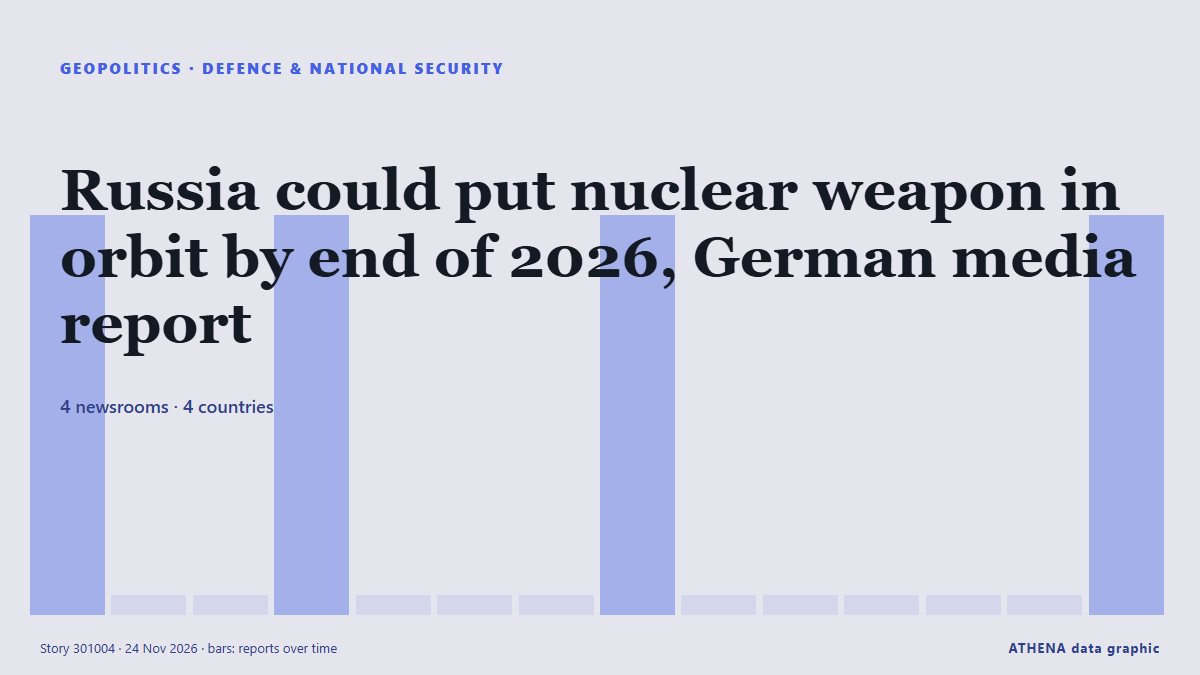 GEOPOLITICS · DEFENCE & NATIONAL SECURITY
Russia could put nuclear weapon in
orbit by end of 2026, German media
report
4 newsrooms · 4 countries
Story 301004 · 24 Nov 2026 · bars: reports over time
ATHENA data graphic